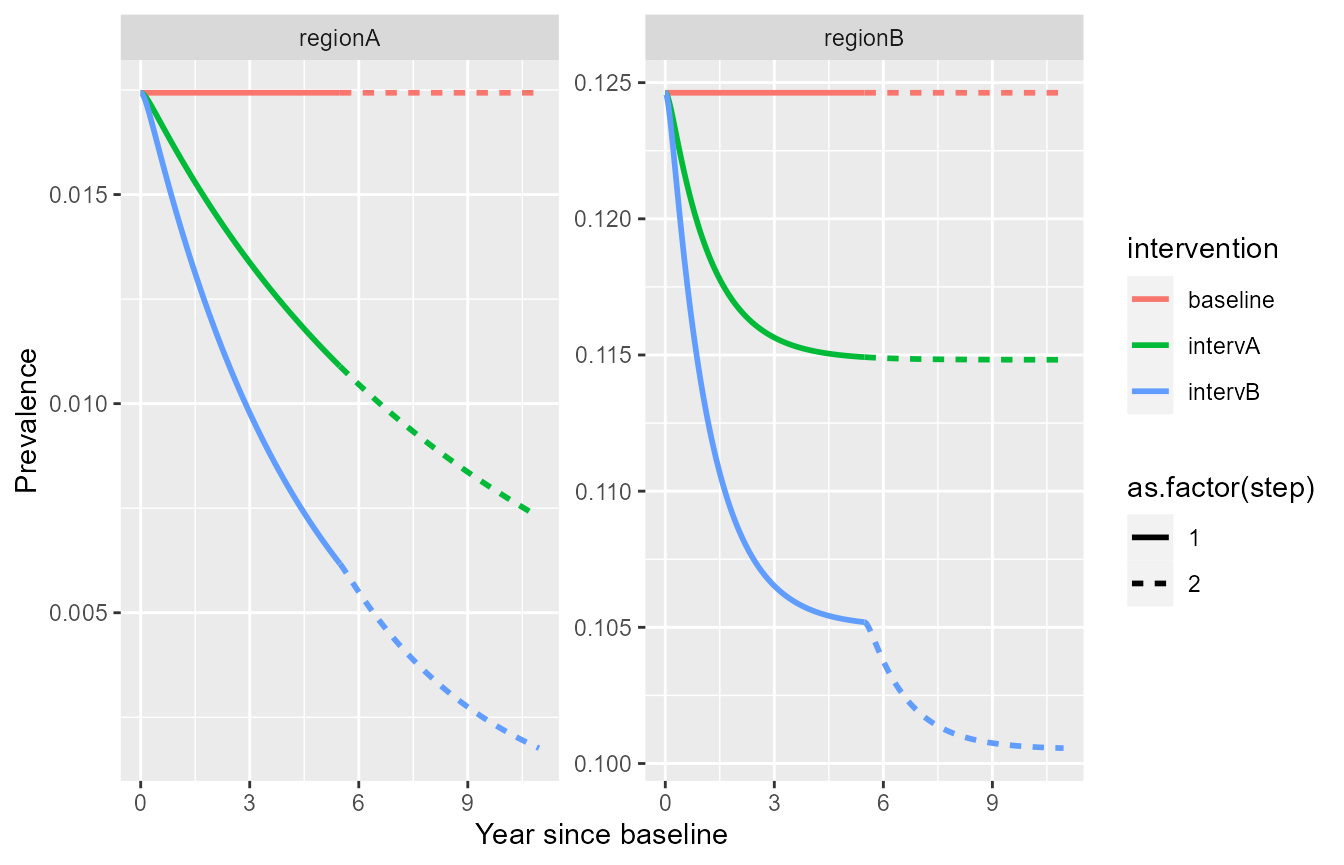 regionA
regionB
0.015
0.010
0.005
0.125
0.120
0.115
0.110
0.105
0.100
0 3 6 9
0 3 6 9
Prevalence
Year since baseline
intervention
baseline
intervA
intervB
as.factor(step)
1
2